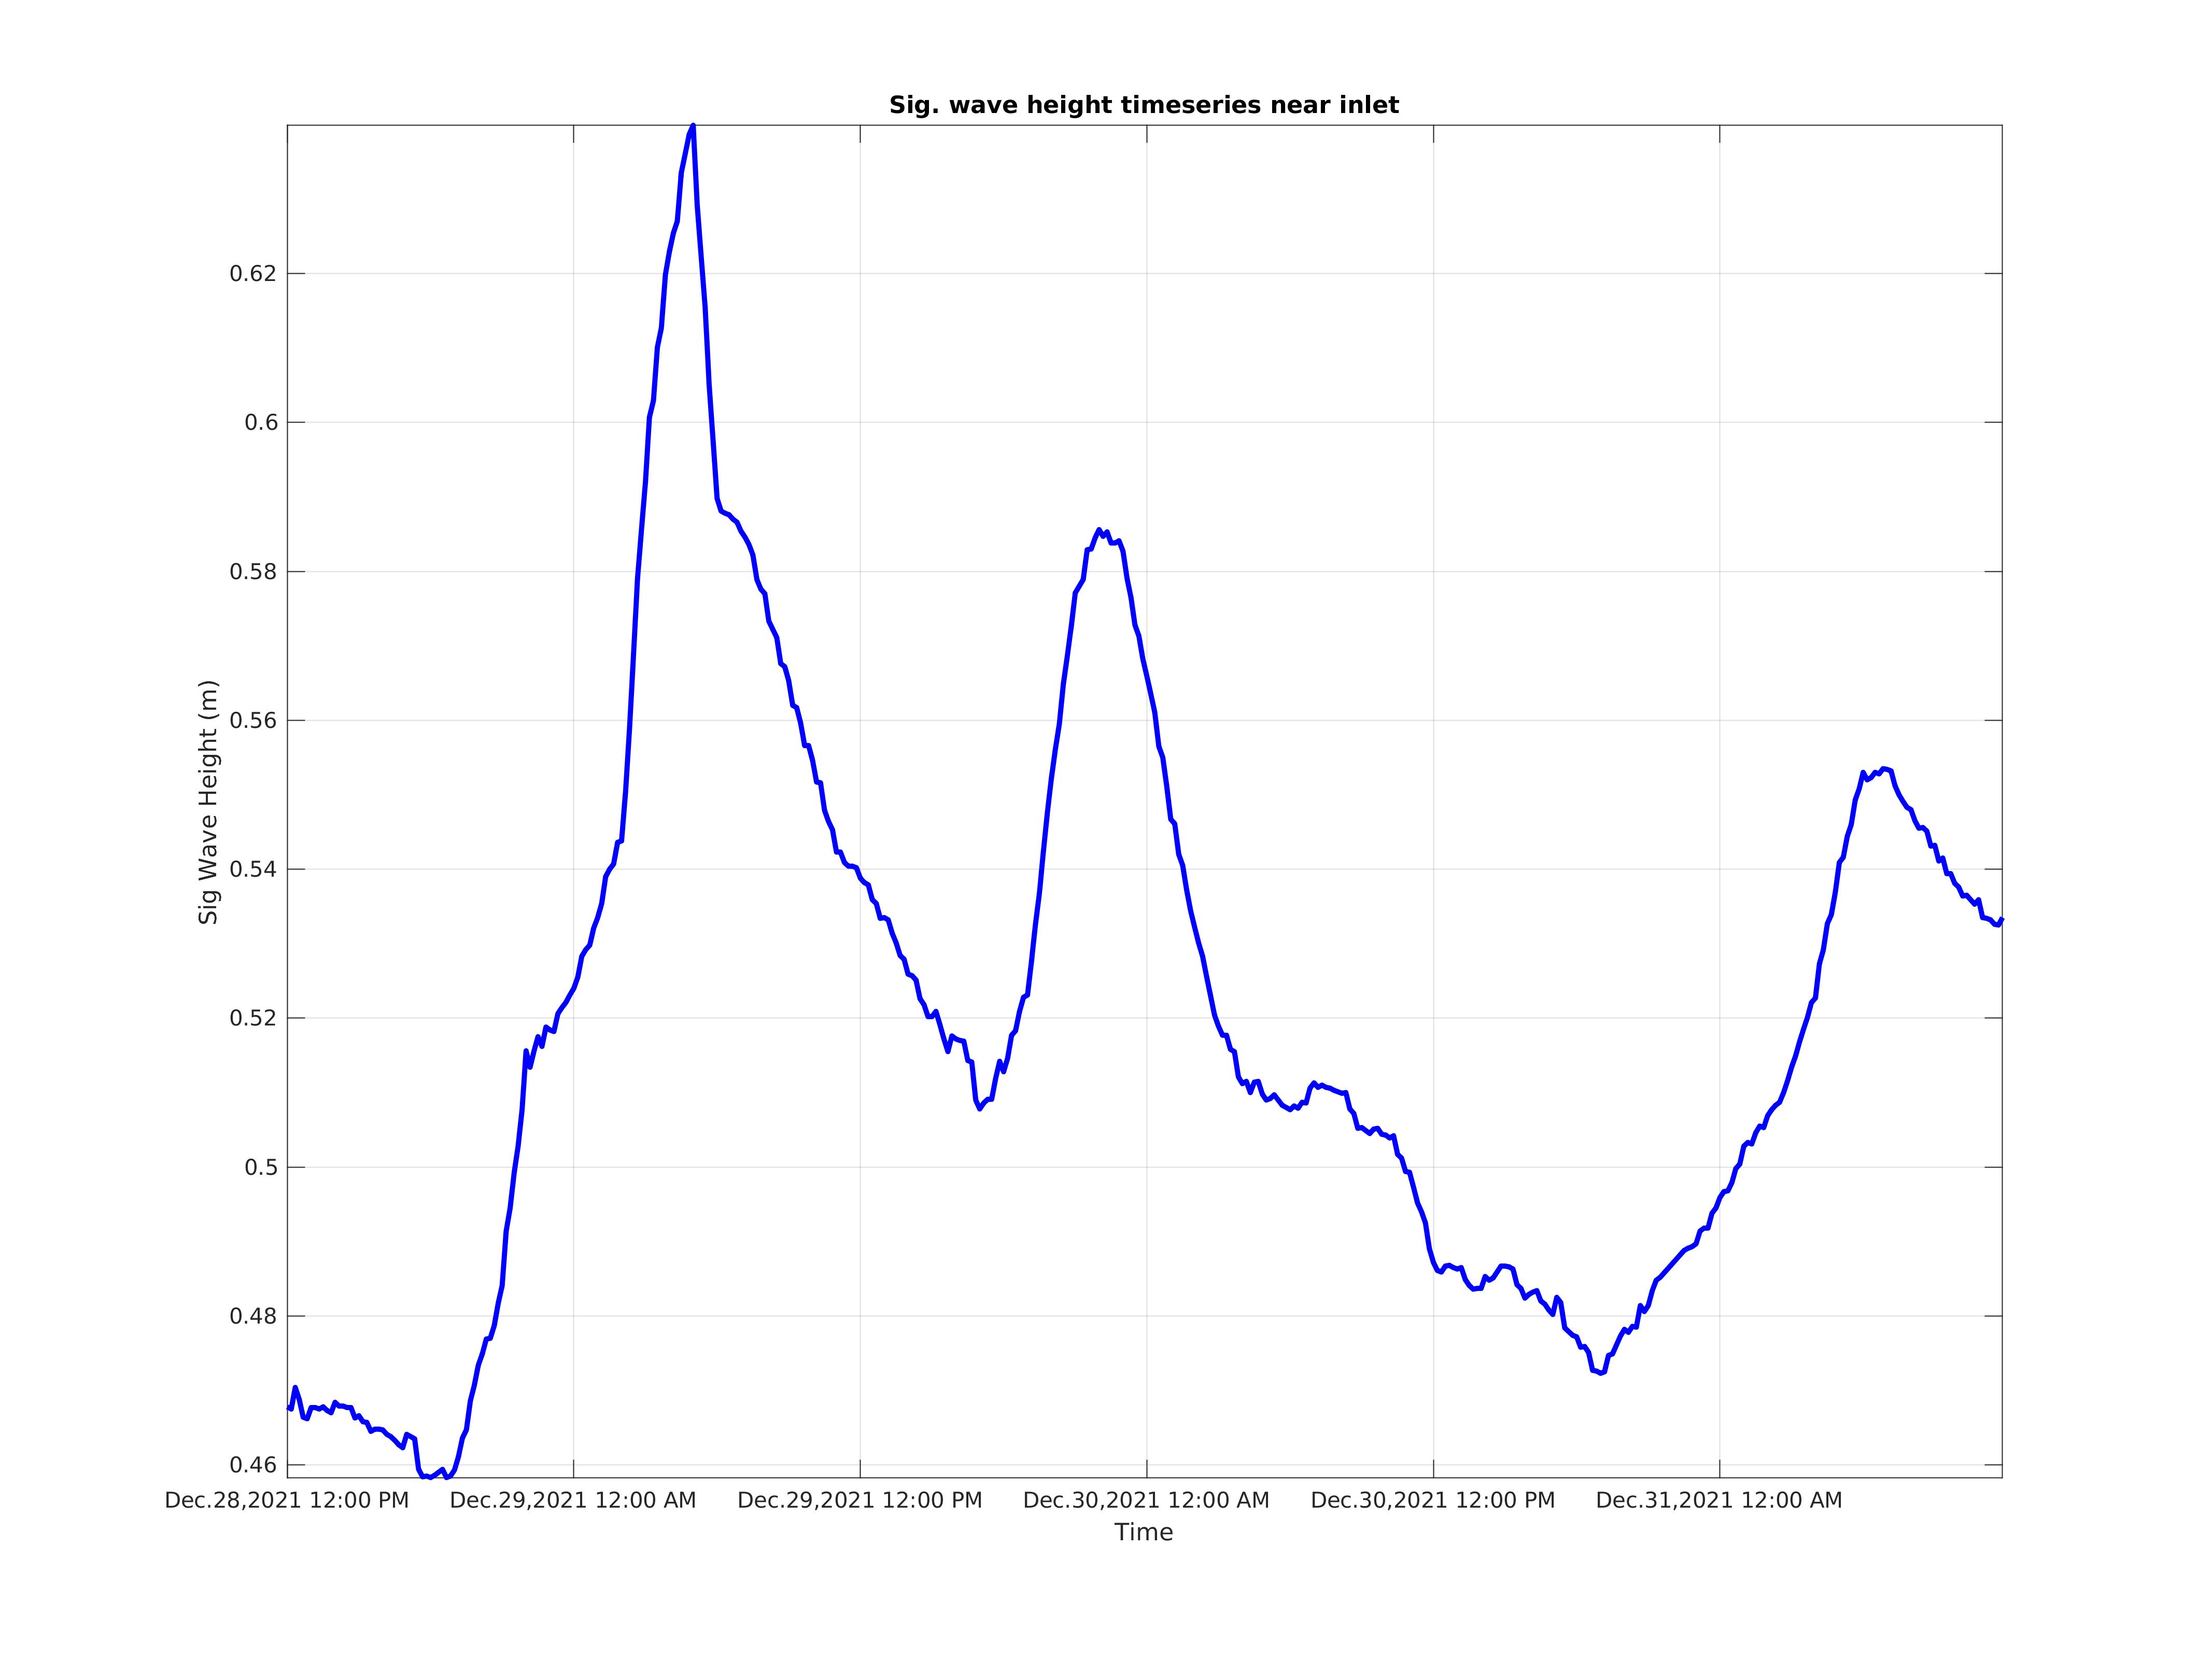 Sig. wave height timeseries near inlet
0.62
0.6
0.58
0.56
0.54
0.52
0.5
0.48
0.46
Sig Wave Height (m)
Dec.28,2021 12:00 PM
Dec.29,2021 12:00 AM
Dec.29,2021 12:00 PM
Dec.30,2021 12:00 AM
Dec.30,2021 12:00 PM
Dec.31,2021 12:00 AM
Time